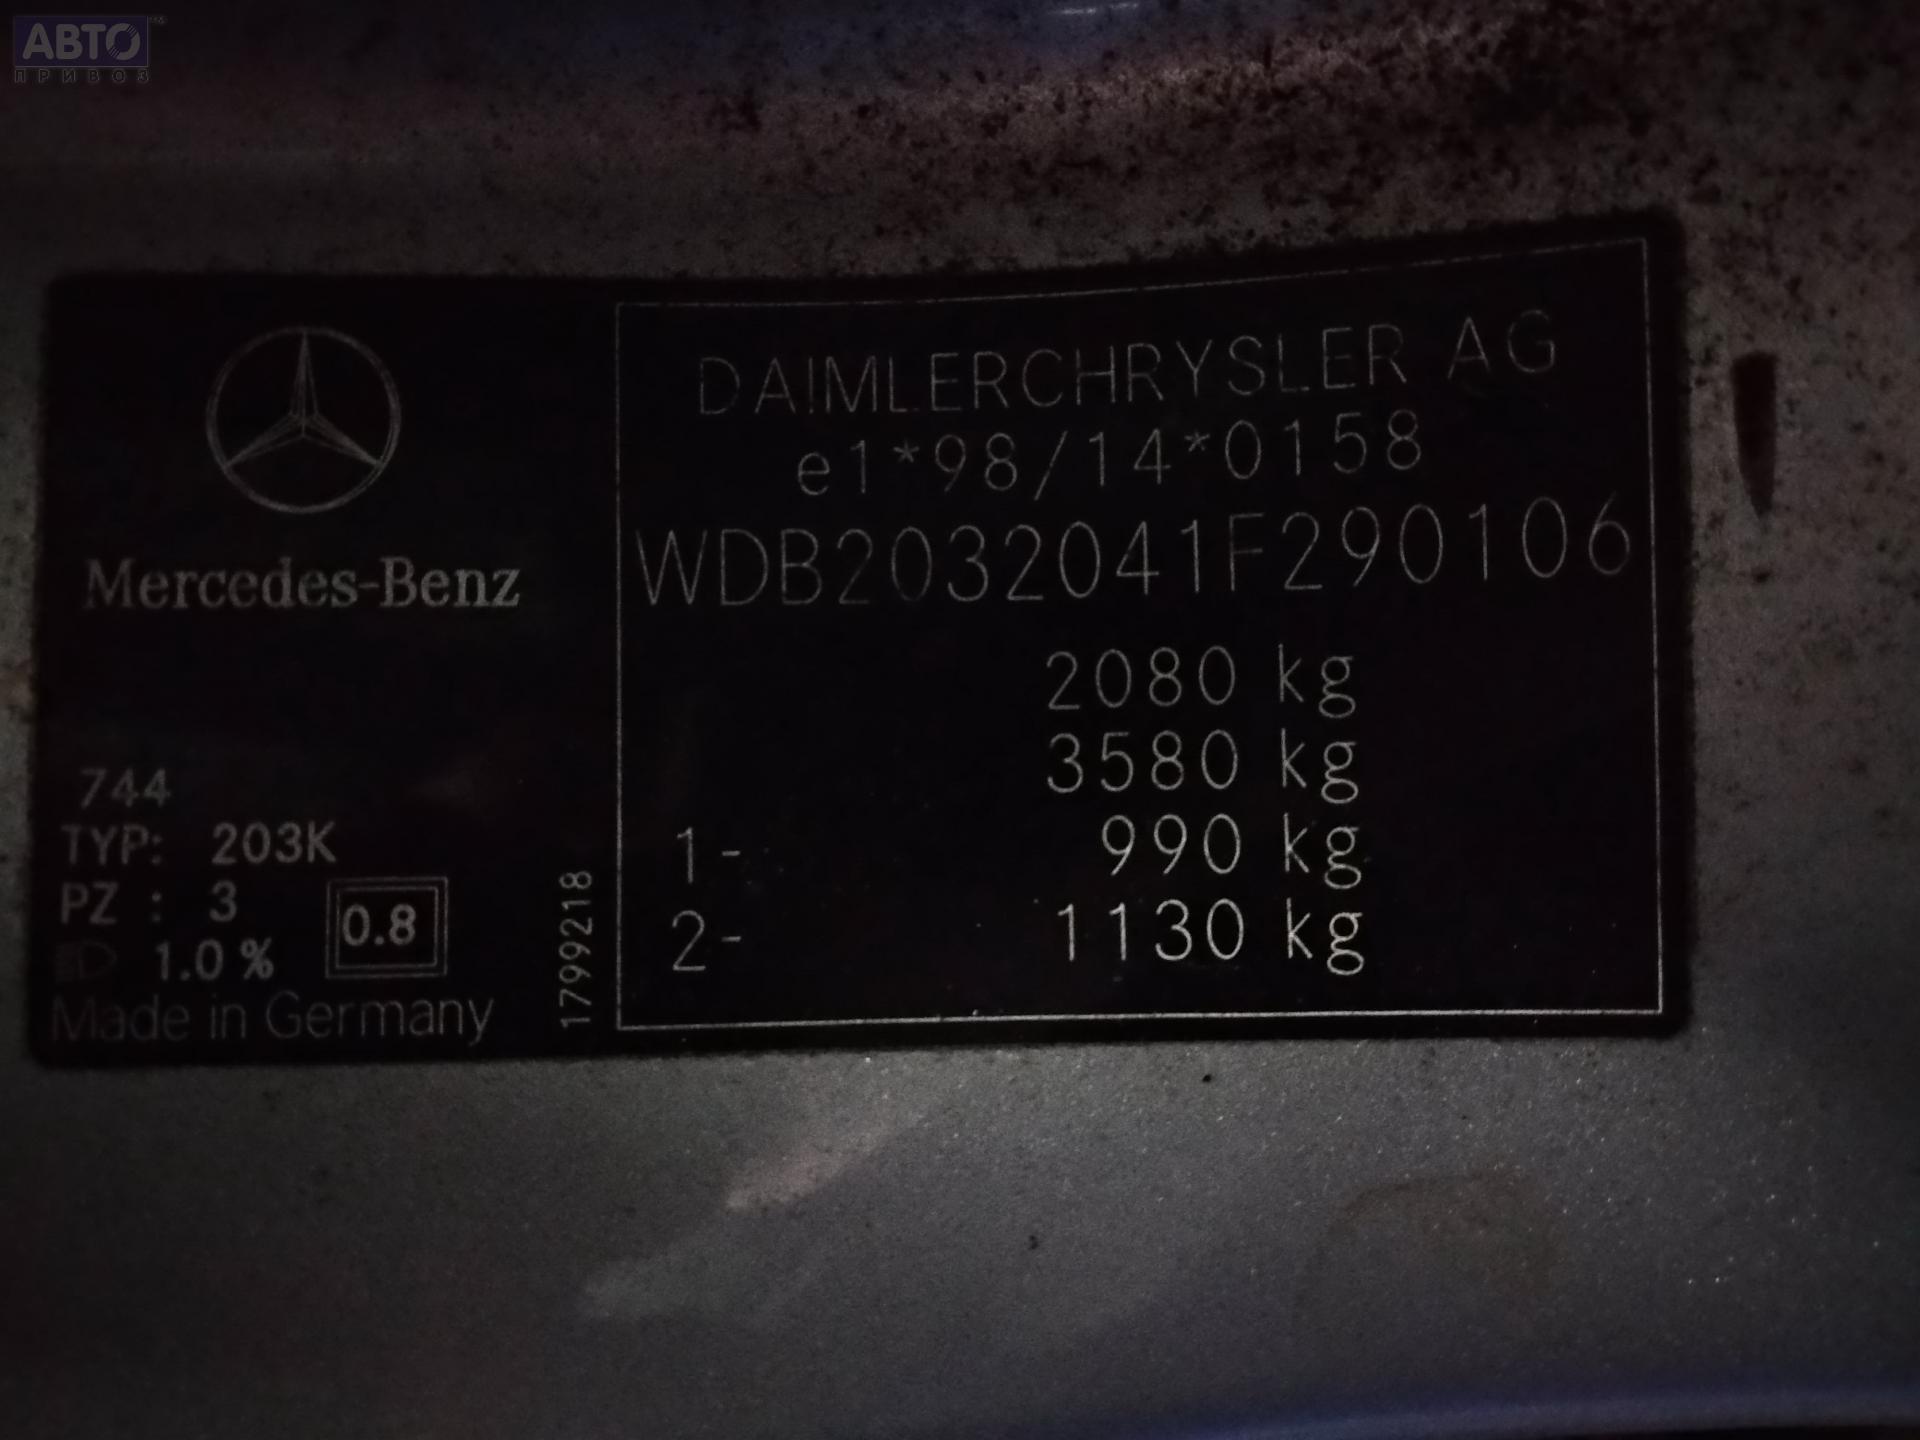 АВТО™
ПРИВОЗ
Mercedes-Benz
744
TYP: 203K
PZ : 3
1.0 %
0.8
Made in Germany
1799218
DAIMLERCHRYSLER AG
e1*98/14*0158
WDB2032041F290106
2080 kg
3580 kg
1- 990 kg
2- 1130 kg